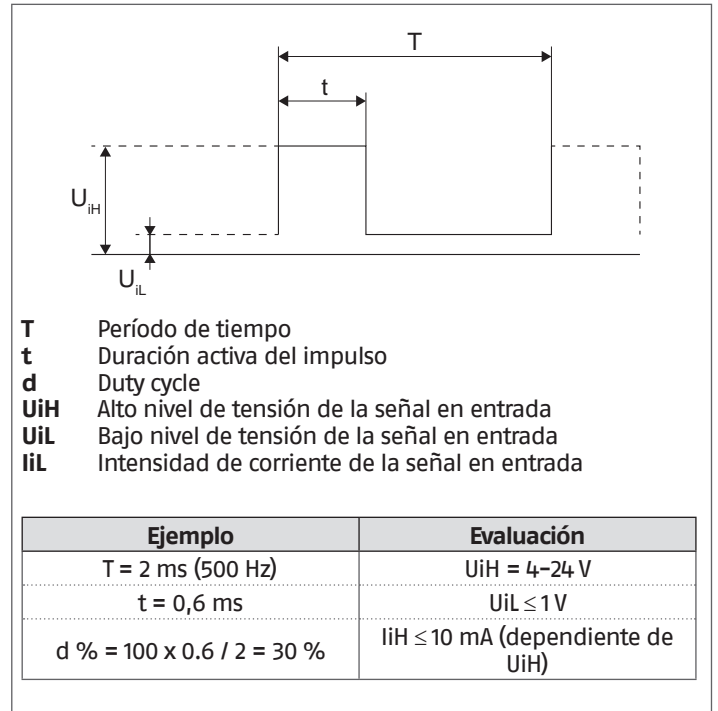 T
t
UiH
UiL
T Período de tiempo
t Duración activa del impulso
d Duty cycle
UiH Alto nivel de tensión de la señal en entrada
UiL Bajo nivel de tensión de la señal en entrada
IiL Intensidad de corriente de la señal en entrada
Ejemplo Evaluación
T = 2 ms (500 Hz) UiH = 4-24 V
t = 0,6 ms UiL ≤ 1 V
d % = 100 x 0.6 / 2 = 30 % IiH ≤ 10 mA (dependiente de
UiH)